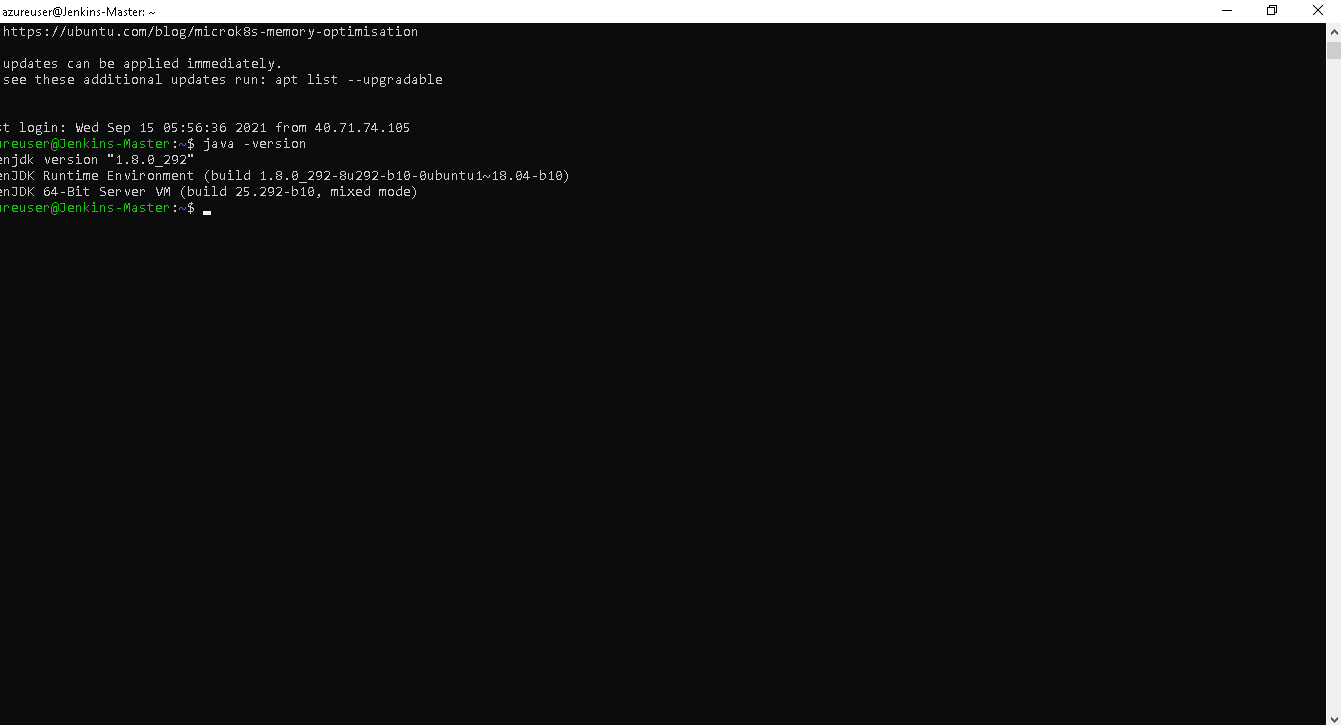 azureuser@Jenkins-Master: ~
https://ubuntu.com/blog/microk8s-memory-optimisation
updates can be applied immediately.
see these additional updates run: apt list --upgradable
st login: Wed Sep 15 05:56:36 2021 from 40.71.74.105
ureuser@Jenkins-Master:~$ java -version
enjdk version "1.8.0_292"
enJDK Runtime Environment (build 1.8.0_292-8u292-b10-0ubuntu1~18.04-b10)
enJDK 64-Bit Server VM (build 25.292-b10, mixed mode)
ureuser@Jenkins-Master:~$